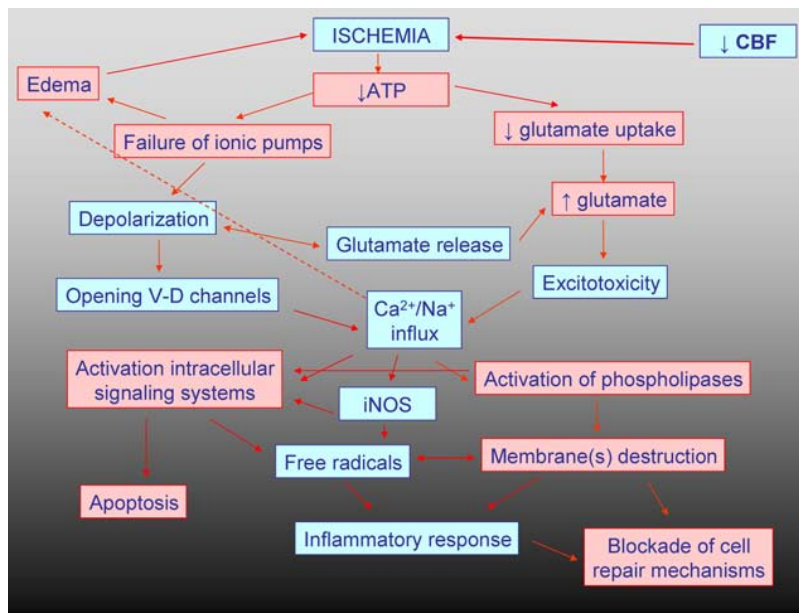 ISCHEMIA
↓ CBF
Edema
↓ATP
Failure of ionic pumps
↓ glutamate uptake
↑ glutamate
Depolarization
Glutamate release
Opening V-D channels
Excitotoxicity
Ca²⁺/Na⁺
influx
Activation intracellular
signaling systems
Activation of phospholipases
iNOS
Free radicals
Membrane(s) destruction
Apoptosis
Inflammatory response
Blockade of cell
repair mechanisms